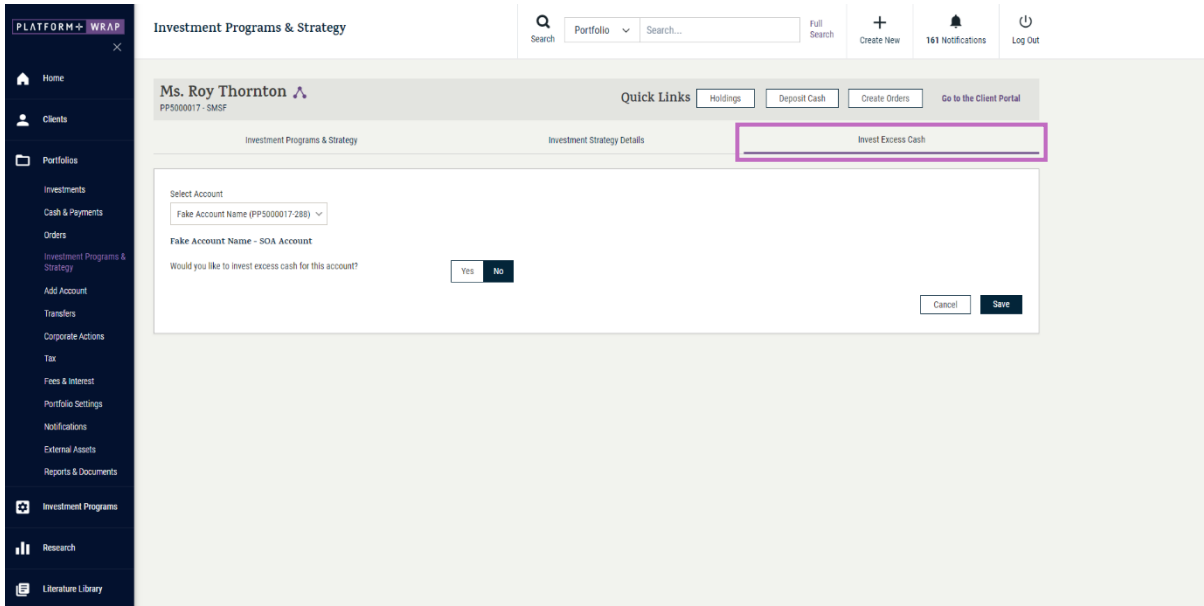 PLATFORM+ WRAP
Home
Clients
Portfolios
Investments
Cash & Payments
Orders
Investment Programs &
Strategy
Add Account
Transfers
Corporate Actions
Tax
Fees & Interest
Portfolio Settings
Notifications
External Assets
Reports & Documents
Investment Programs
Research
Literature Library
Investment Programs & Strategy
Search
Portfolio
Search...
Full
Search
Create New
161 Notifications
Log Out
Ms. Roy Thornton
PP5000017 - SMSF
Quick Links
Holdings
Deposit Cash
Create Orders
Go to the Client Portal
Investment Programs & Strategy
Investment Strategy Details
Invest Excess Cash
Select Account
Fake Account Name (PP5000017-288)
Fake Account Name - SOA Account
Would you like to invest excess cash for this account?
Yes
No
Cancel
Save